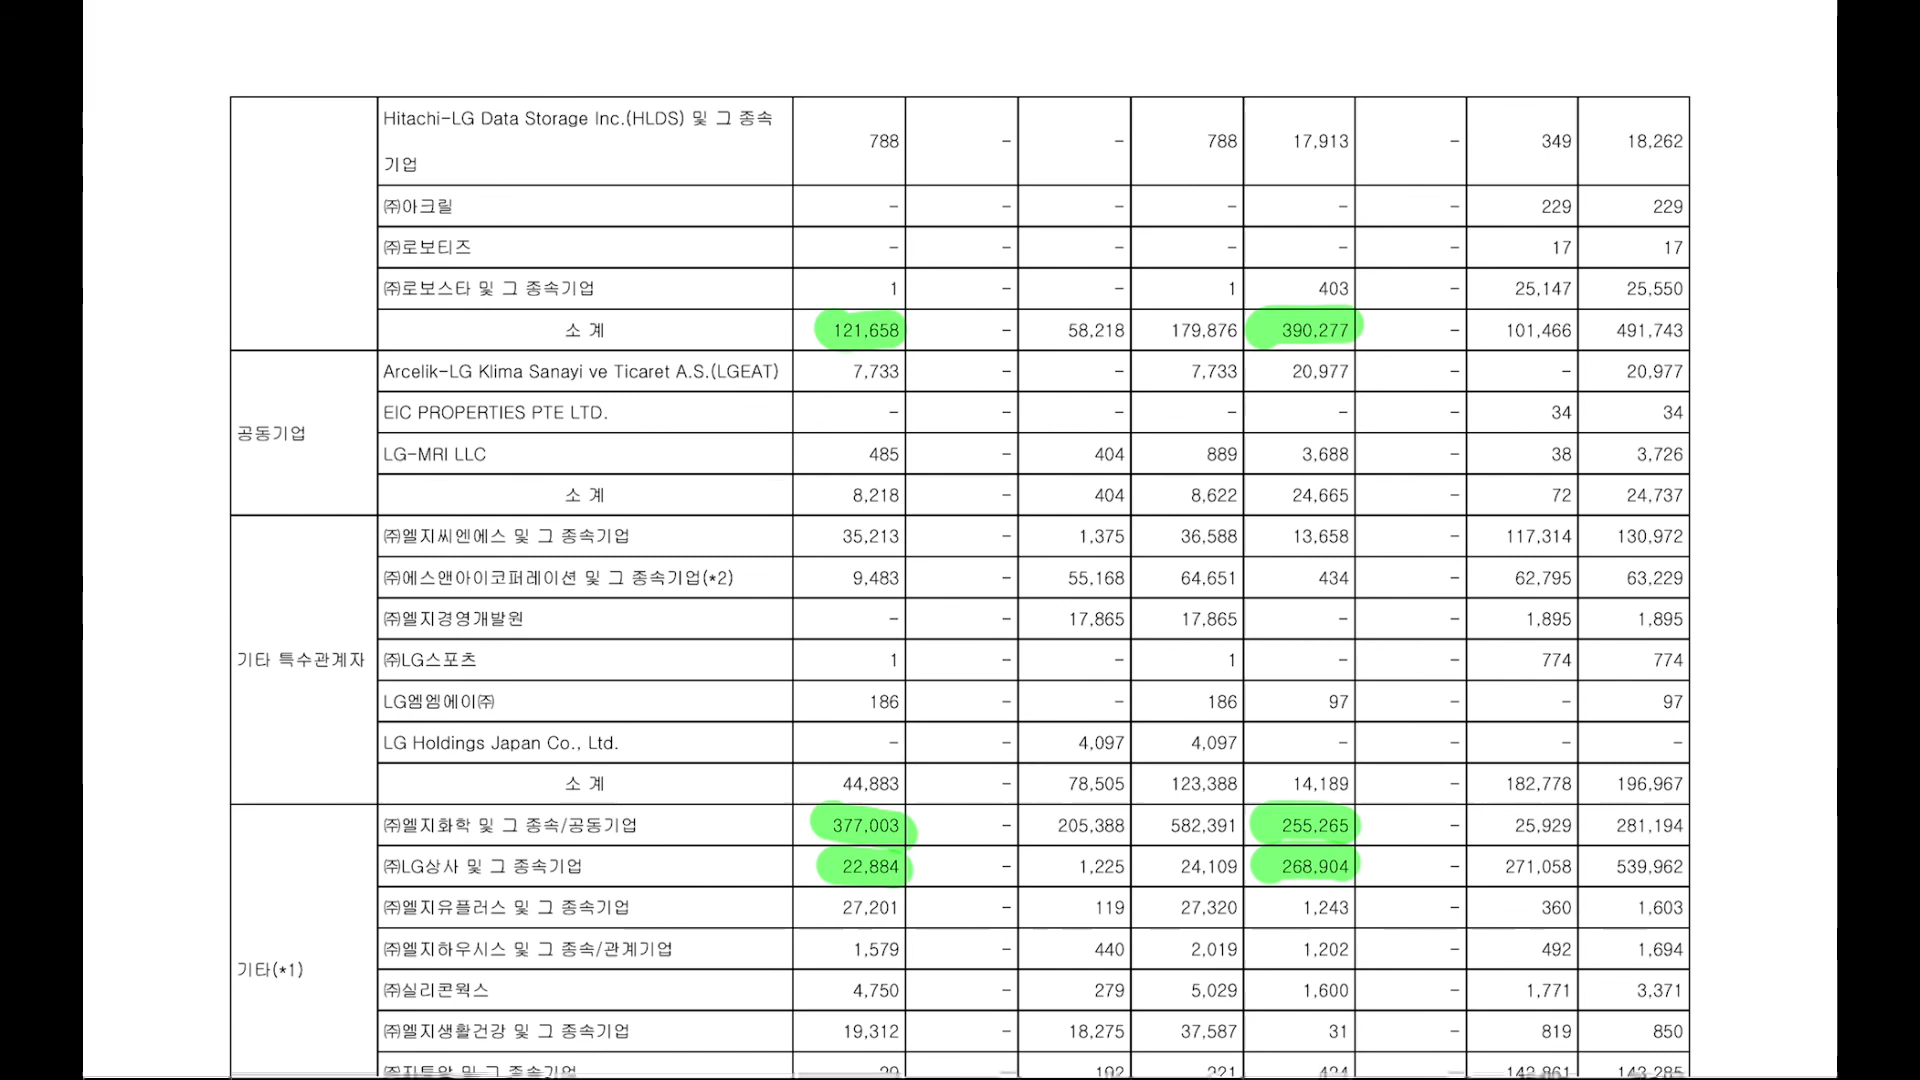 Hitachi-LG Data Storage Inc.(HLDS) 및 그 종속
기업
788 - - 788 17,913 - 349 18,262
㈜아크릴 - - - - - - 229 229
㈜로보티즈 - - - - - - 17 17
㈜로보스타 및 그 종속기업 1 - - 1 403 - 25,147 25,550
소 계 121,658 - 58,218 179,876 390,277 - 101,466 491,743
공동기업
Arcelik-LG Klima Sanayi ve Ticaret A.S.(LGEAT) 7,733 - - 7,733 20,977 - - 20,977
EIC PROPERTIES PTE LTD. - - - - - - 34 34
LG-MRI LLC 485 - 404 889 3,688 - 38 3,726
소 계 8,218 - 404 8,622 24,665 - 72 24,737
기타 특수관계자
㈜엘지씨엔에스 및 그 종속기업 35,213 - 1,375 36,588 13,658 - 117,314 130,972
㈜에스앤아이코퍼레이션 및 그 종속기업(*2) 9,483 - 55,168 64,651 434 - 62,795 63,229
㈜엘지경영개발원 - - 17,865 17,865 - - 1,895 1,895
㈜LG스포츠 1 - - 1 - - 774 774
LG엠엠에이㈜ 186 - - 186 97 - - 97
LG Holdings Japan Co., Ltd. - - 4,097 4,097 - - - -
소 계 44,883 - 78,505 123,388 14,189 - 182,778 196,967
기타(*1)
㈜엘지화학 및 그 종속/공동기업 377,003 - 205,388 582,391 255,265 - 25,929 281,194
㈜LG상사 및 그 종속기업 22,884 - 1,225 24,109 268,904 - 271,058 539,962
㈜엘지유플러스 및 그 종속기업 27,201 - 119 27,320 1,243 - 360 1,603
㈜엘지하우시스 및 그 종속/관계기업 1,579 - 440 2,019 1,202 - 492 1,694
㈜실리콘웍스 4,750 - 279 5,029 1,600 - 1,771 3,371
㈜엘지생활건강 및 그 종속기업 19,312 - 18,275 37,587 31 - 819 850
및 그 종속기업